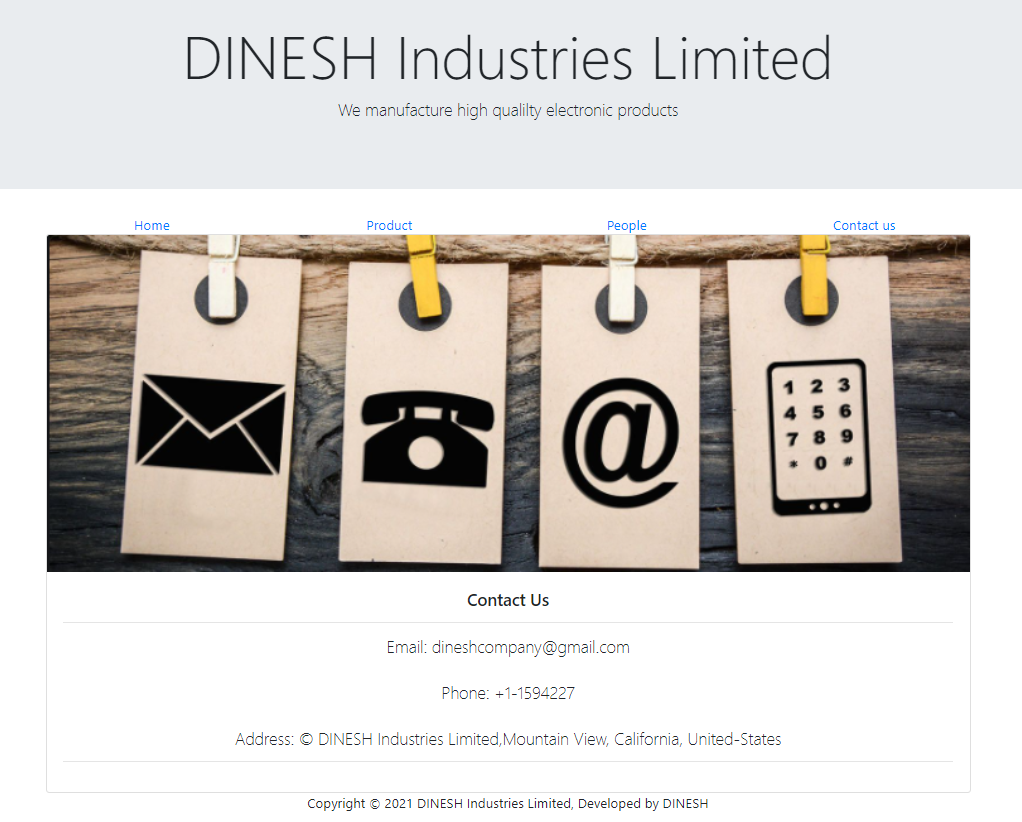 DINESH Industries Limited
We manufacture high qualilty electronic products
Home Product People Contact us
@
1 2 3
4 5 6
7 8 9
* 0 #
Contact Us
Email: dineshcompany@gmail.com
Phone: +1-1594227
Address: © DINESH Industries Limited,Mountain View, California, United-States
Copyright © 2021 DINESH Industries Limited, Developed by DINESH